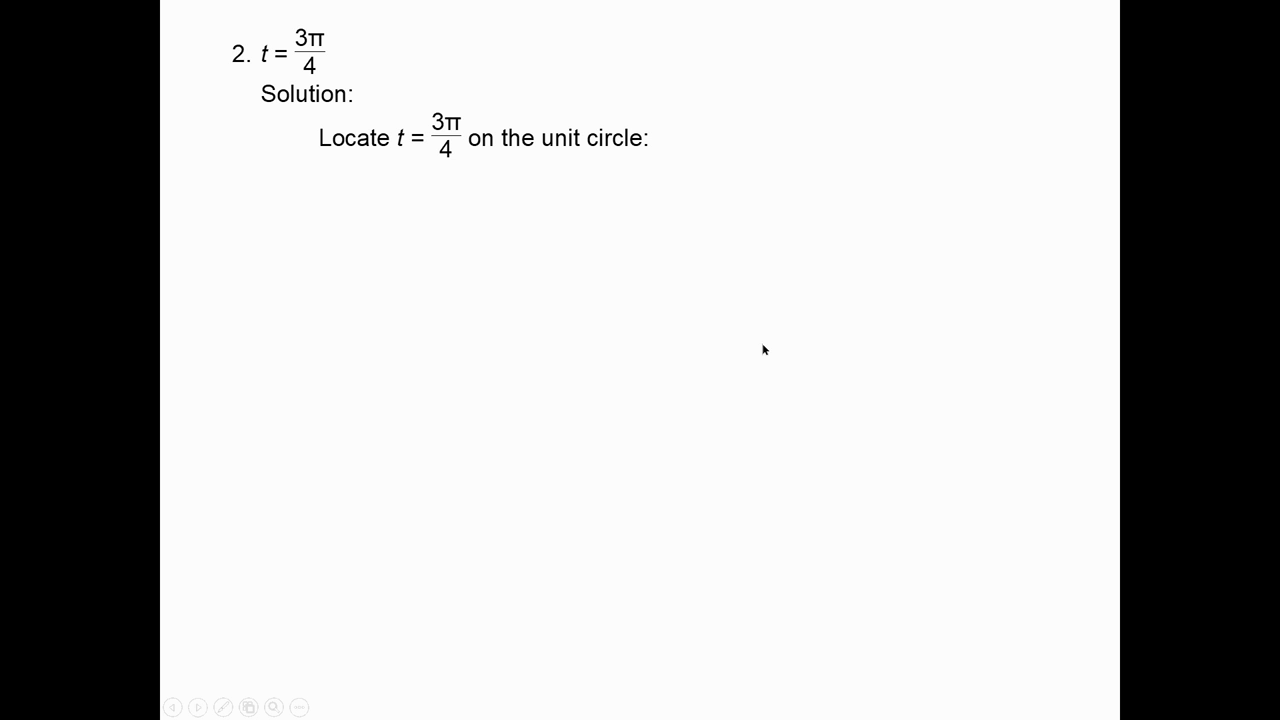 2. t = 3π/4
Solution:
Locate t = 3π/4 on the unit circle: